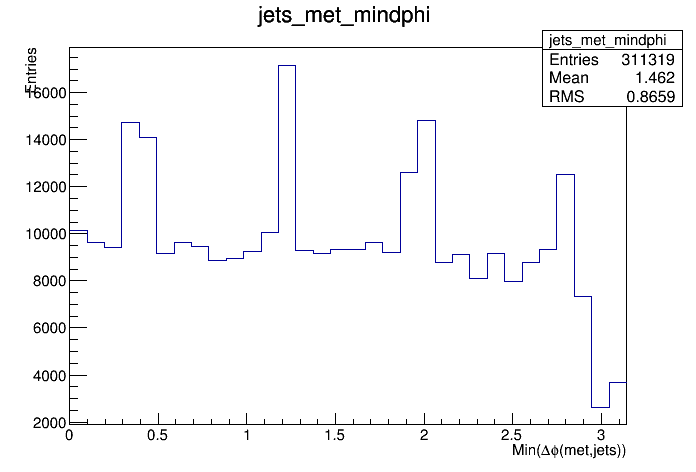 jets_met_mindphi
jets_met_mindphi
Entries 311319
Mean 1.462
RMS 0.8659
Entries
16000
14000
12000
10000
8000
6000
4000
2000
0 0.5 1 1.5 2 2.5 3
Min(Δϕ(met,jets))